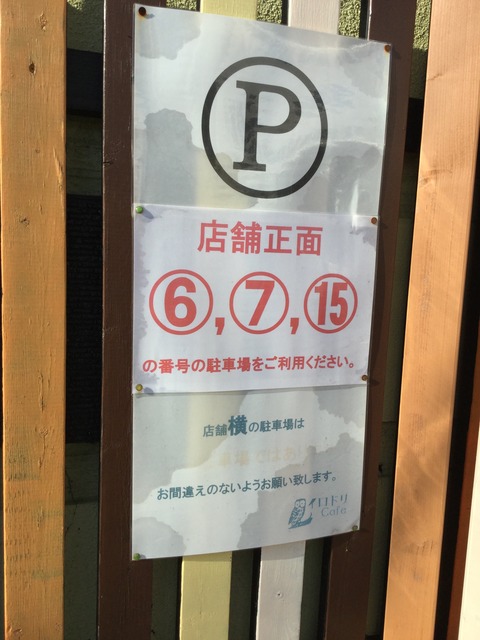 P
店舗正面
⑥,⑦,⑮
の番号の駐車場をご利用ください。
店舗横の駐車場は
お間違えのないようお願い致します。
イロトリ
Cafe